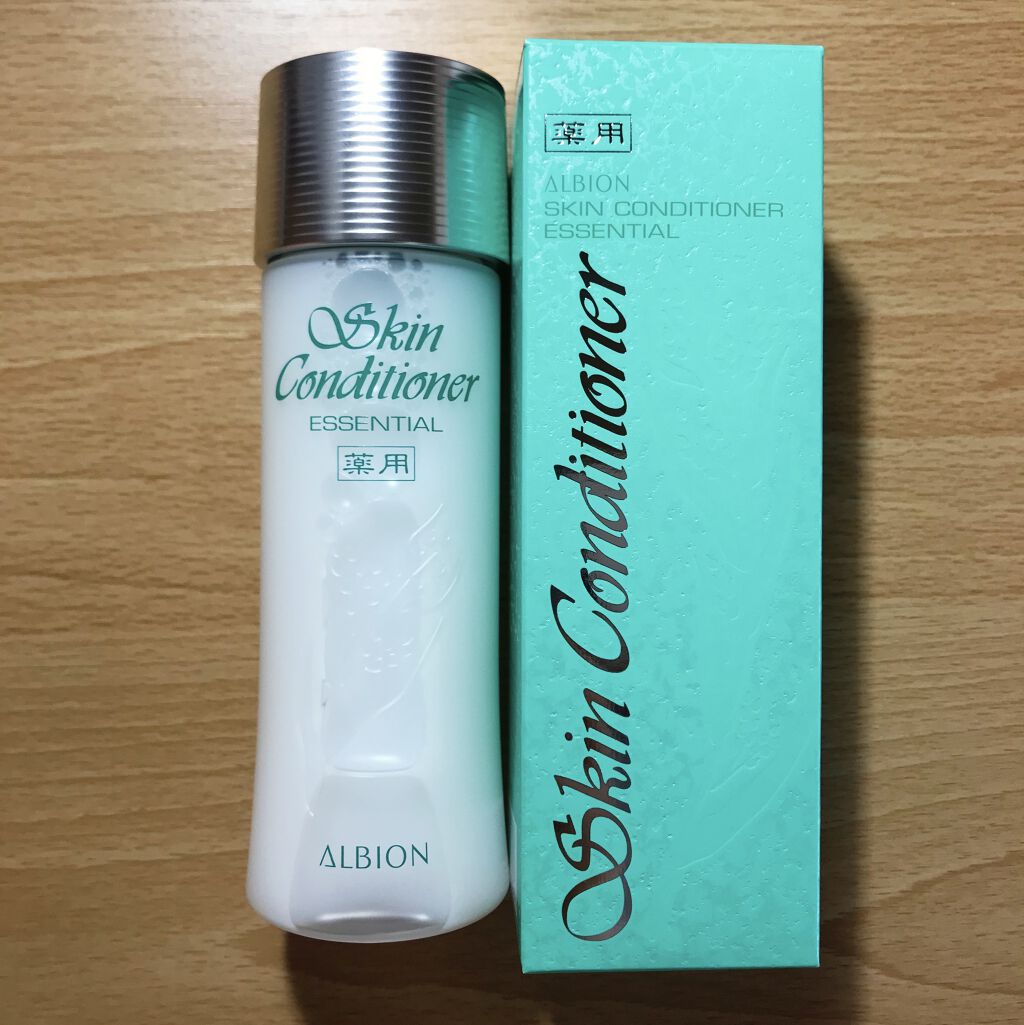 Skin
Conditioner
ESSENTIAL
薬用
ALBION
薬用
ALBION
SKIN CONDITIONER
ESSENTIAL
Skin Conditioner